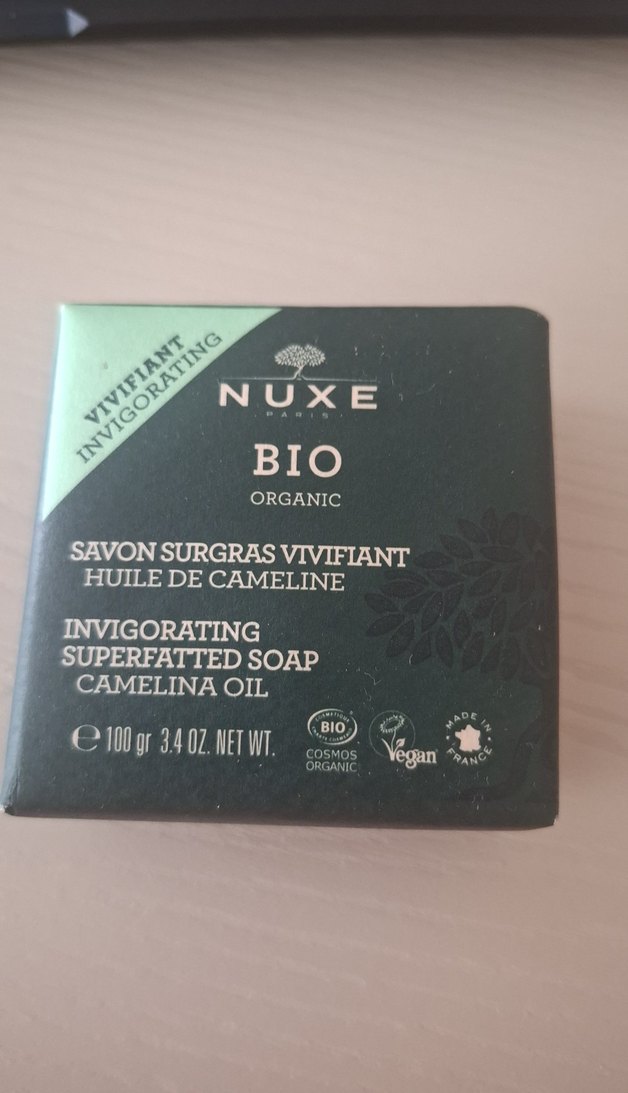 VIVIFIANT
INVIGORATING
NUXE
PARIS
BIO
ORGANIC
SAVON SURGRAS VIVIFIANT
HUILE DE CAMELINE
INVIGORATING
SUPERFATTED SOAP
CAMELINA OIL
℮ 100 gr 3.4 OZ. NET WT.
COSMETIQUE
BIO
COSMOS
ORGANIC
Vegan
MADE IN
FRANCE